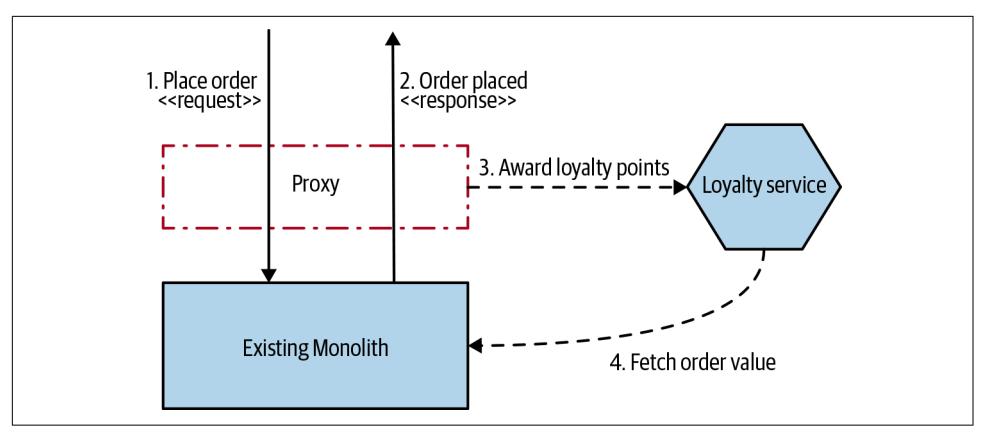 1. Place order
<<request>>
2. Order placed
<<response>>
Proxy
3. Award loyalty points
Loyalty service
Existing Monolith
4. Fetch order value